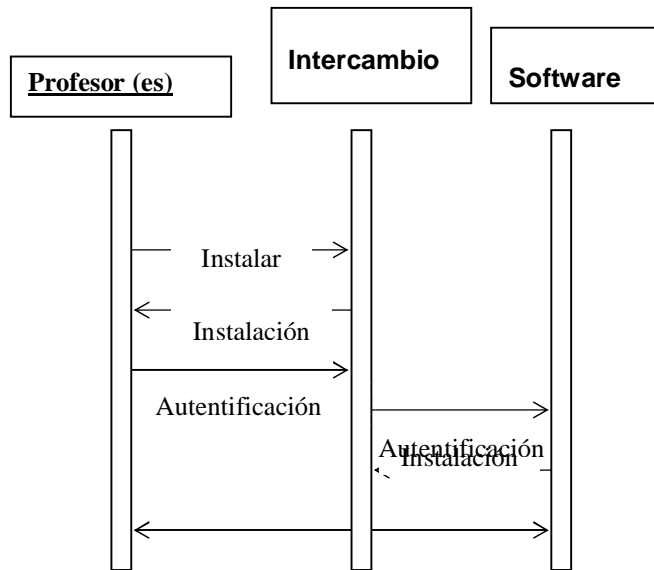 Profesor (es)
Intercambio
Software
Instalar
Instalación
Autentificación
Autentificación
Instalación